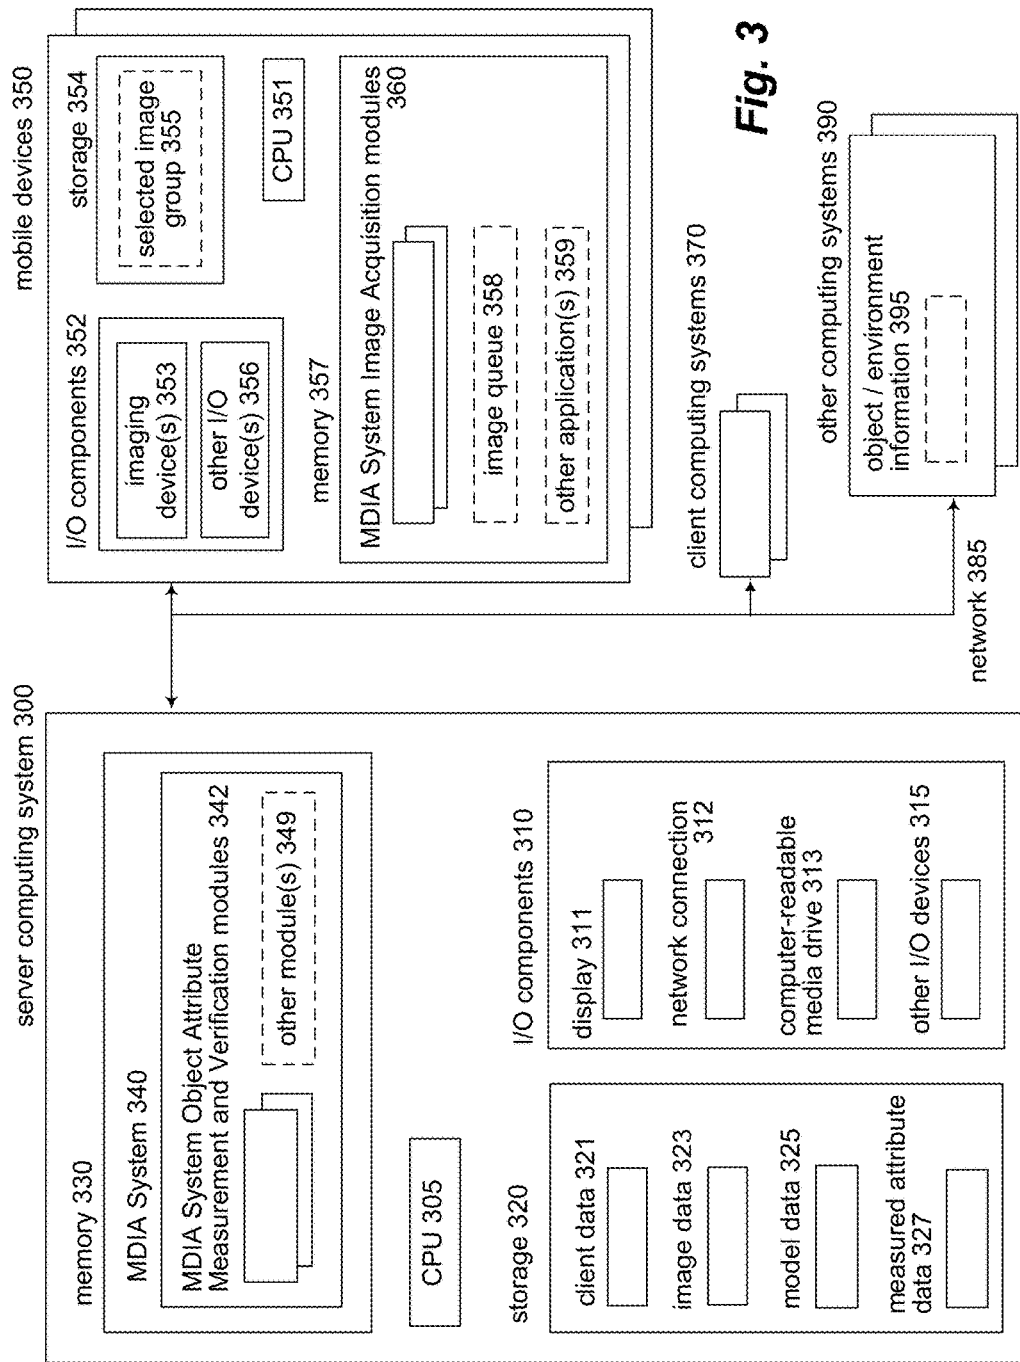 server computing system 300
memory 330
MDIA System 340
MDIA System Object Attribute
Measurement and Verification modules 342
other module(s) 349
CPU 305
storage 320
client data 321
image data 323
model data 325
measured attribute
data 327
I/O components 310
display 311
network connection
312
computer-readable
media drive 313
other I/O devices 315
mobile devices 350
I/O components 352
imaging
device(s) 353
other I/O
device(s) 356
storage 354
selected image
group 355
CPU 351
memory 357
MDIA System Image Acquisition modules
360
image queue 358
other application(s) 359
client computing systems 370
other computing systems 390
object / environment
information 395
network 385
Fig. 3